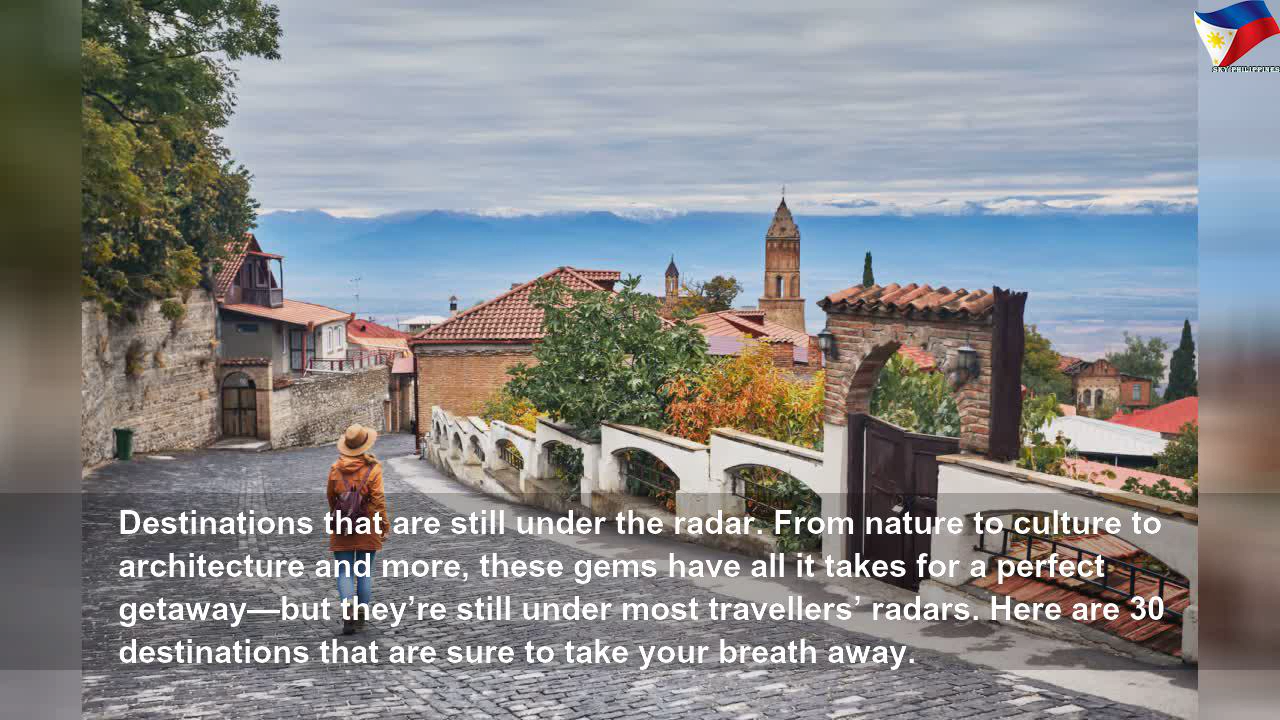 SKY PHILIPPINES
Destinations that are still under the radar. From nature to culture to
architecture and more, these gems have all it takes for a perfect
getaway—but they’re still under most travellers’ radars. Here are 30
destinations that are sure to take your breath away.